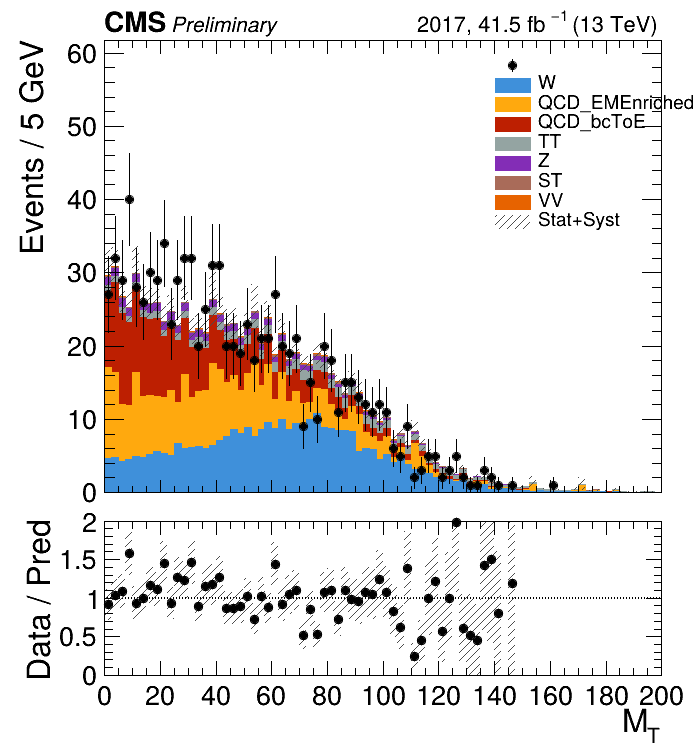 CMS Preliminary 2017, 41.5 fb⁻¹ (13 TeV)
Events / 5 GeV
60
50
40
30
20
10
0
W
QCD_EMEnriched
QCD_bcToE
TT
Z
ST
VV
Stat+Syst
Data / Pred
2
1.5
1
0.5
0
0 20 40 60 80 100 120 140 160 180 200
M_T